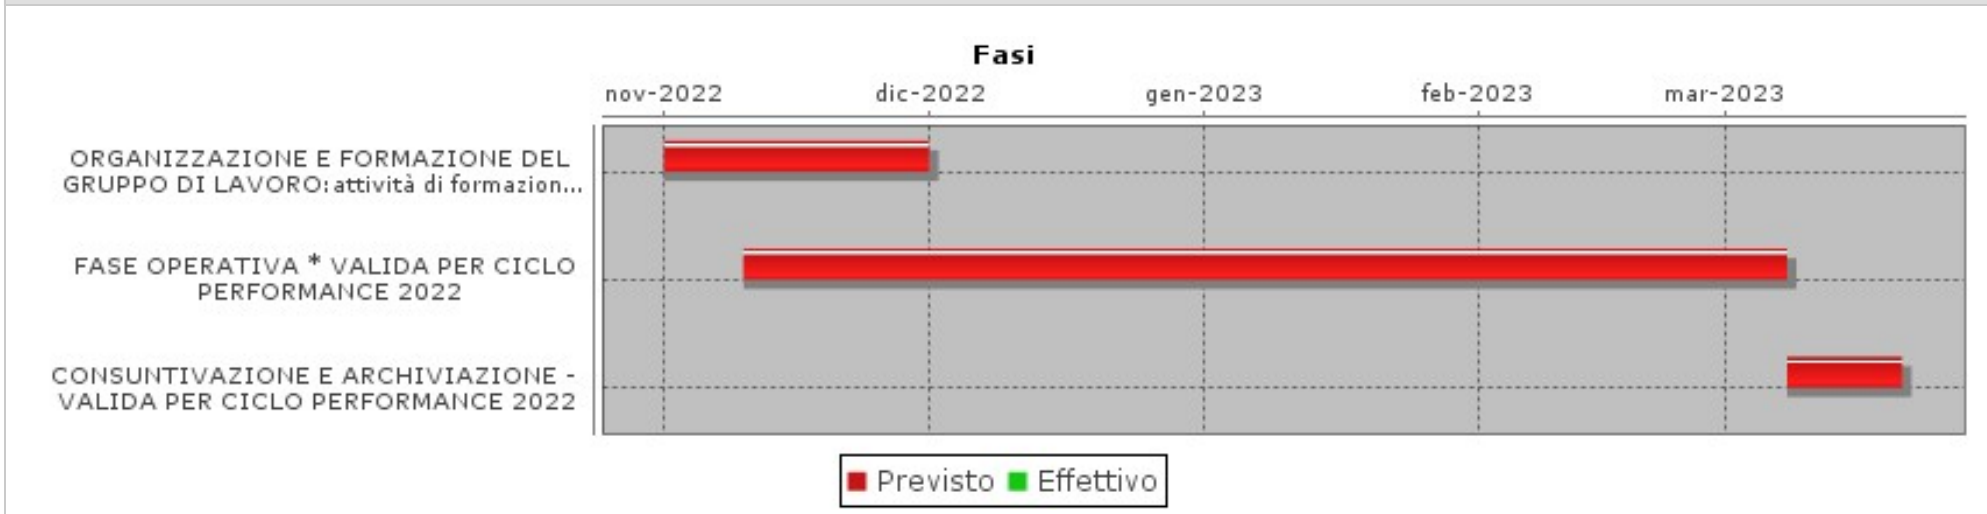 Fasi
nov-2022 dic-2022 gen-2023 feb-2023 mar-2023
ORGANIZZAZIONE E FORMAZIONE DEL
GRUPPO DI LAVORO:attività di formazion...
FASE OPERATIVA * VALIDA PER CICLO
PERFORMANCE 2022
CONSUNTIVAZIONE E ARCHIVIAZIONE -
VALIDA PER CICLO PERFORMANCE 2022
Previsto Effettivo